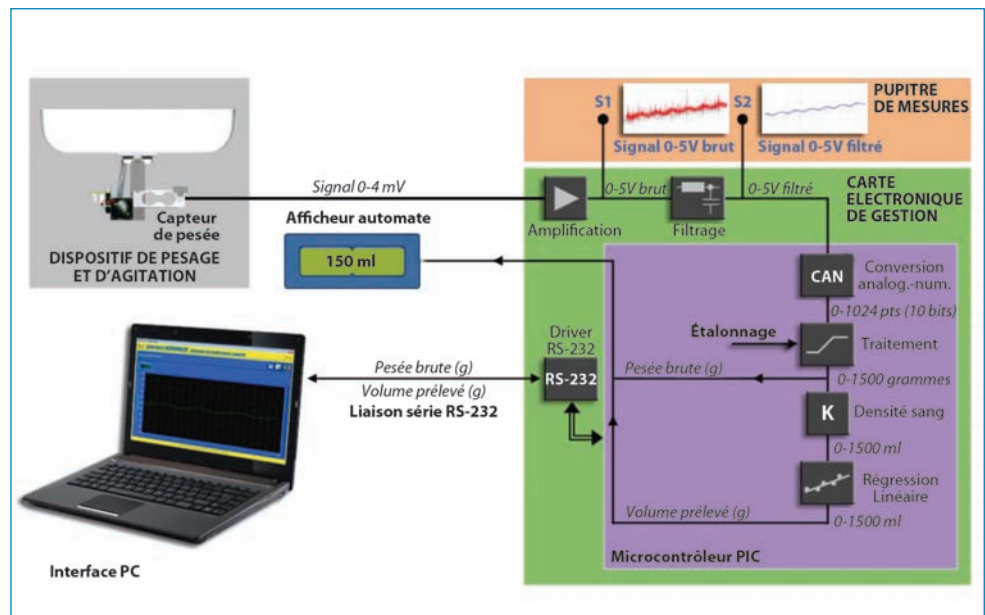 PUPITRE
DE MESURES
S1
S2
Signal 0-5V brut
Signal 0-5V filtré
Signal 0-4 mV
0-5V brut
0-5V filtré
CARTE
ELECTRONIQUE
DE GESTION
Capteur
de pesée
DISPOSITIF DE PESAGE
ET D'AGITATION
Afficheur automate
150 ml
Amplification
Filtrage
CAN
Conversion
analog.-num.
0-1024 pts (10 bits)
Étalonnage
Traitement
Driver
RS-232
RS-232
Pesée brute (g)
Volume prélevé (g)
Liaison série RS-232
Pesée brute (g)
0-1500 grammes
K
Densité sang
0-1500 ml
Régression
Linéaire
Volume prélevé (g)
0-1500 ml
Microcontrôleur PIC
Interface PC